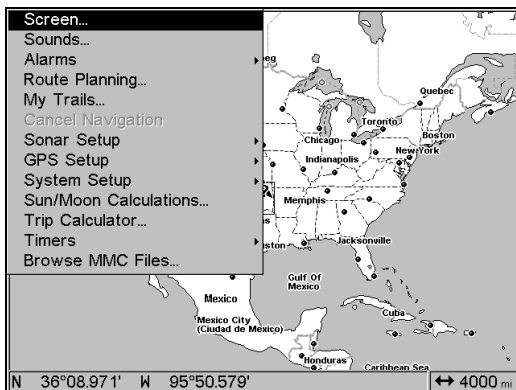 Screen...
Sounds...
Alarms
Route Planning...
My Trails...
Cancel Navigation
Sonar Setup
GPS Setup
System Setup
Sun/Moon Calculations...
Trip Calculator...
Timers
Browse MMC Files...
Quebec
Toronto
Boston
Chicago
New York
Indianapolis
Memphis
Jacksonville
Gulf Of
Mexico
Mexico
Cuba
Mexico City
(Ciudad de Mexico)
Honduras
Caribbean Sea
N 36°08.971' W 95°50.579' ↔ 4000 mi